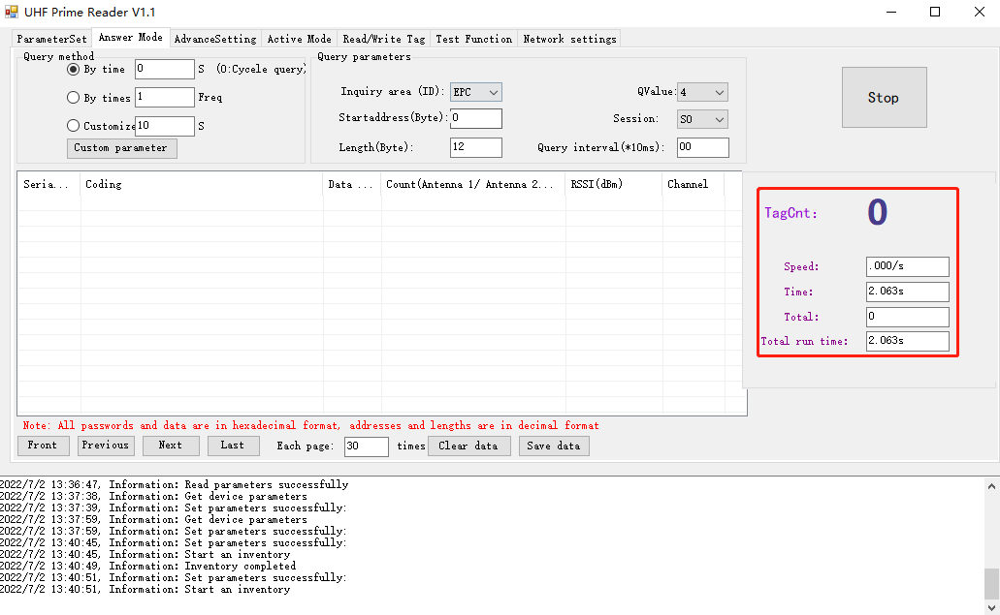 UHF Prime Reader V1.1
ParameterSet Answer Mode AdvanceSetting Active Mode Read/Write Tag Test Function Network settings
Query method
By time 0 S (0:Cycele query)
By times 1 Freq
Customize 10 S
Custom parameter
Query parameters
Inquiry area (ID): EPC
QValue: 4
Startaddress(Byte): 0
Session: S0
Length(Byte): 12
Query interval(*10ms): 00
Stop
Seria... Coding Data ... Count(Antenna 1/ Antenna 2... RSSI(dBm) Channel
TagCnt: 0
Speed: .000/s
Time: 2.063s
Total: 0
Total run time: 2.063s
Note: All passwords and data are in hexadecimal format, addresses and lengths are in decimal format
Front Previous Next Last Each page: 30 times Clear data Save data
2022/7/2 13:36:47, Information: Read parameters successfully
2022/7/2 13:37:38, Information: Get device parameters
2022/7/2 13:37:39, Information: Set parameters successfully:
2022/7/2 13:37:59, Information: Get device parameters
2022/7/2 13:37:59, Information: Set parameters successfully:
2022/7/2 13:40:45, Information: Set parameters successfully:
2022/7/2 13:40:45, Information: Start an inventory
2022/7/2 13:40:49, Information: Inventory completed
2022/7/2 13:40:51, Information: Set parameters successfully:
2022/7/2 13:40:51, Information: Start an inventory